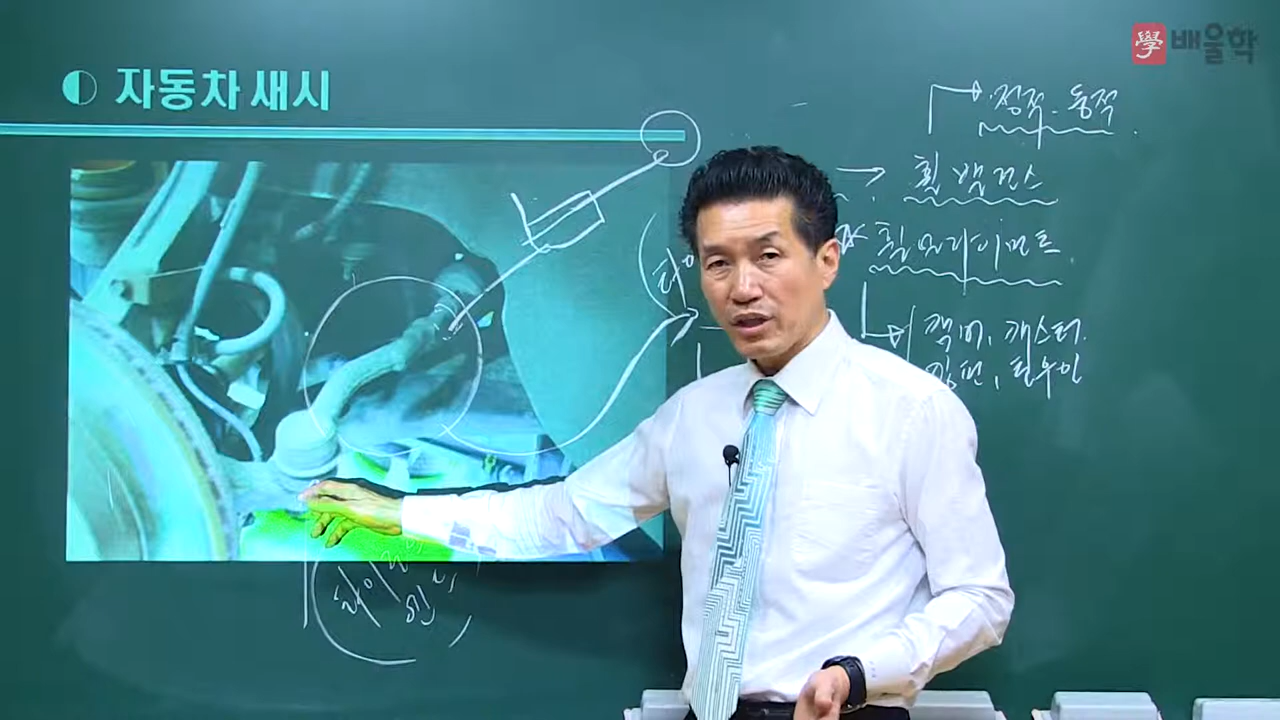 學 배울학
자동차 새시
정적 - 동적
휠 밸런스
휠 얼라이먼트
캠버, 캐스터
킹핀, 토우인